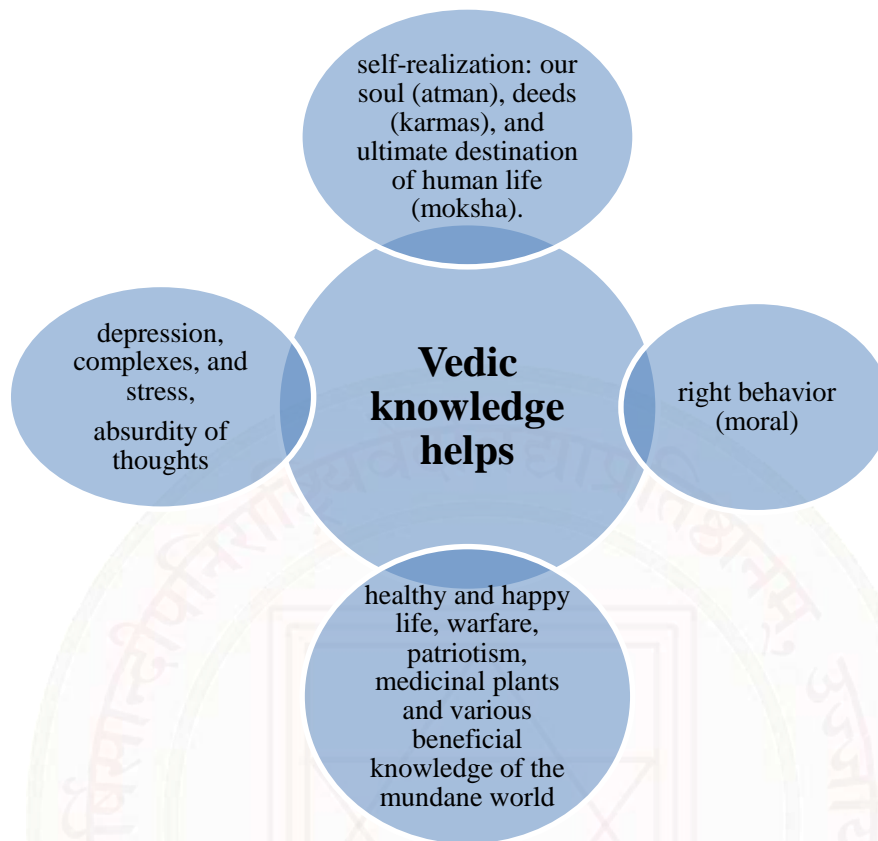 self-realization: our
soul (atman), deeds
(karmas), and
ultimate destination
of human life
(moksha).
depression,
complexes, and
stress,
absurdity of
thoughts
Vedic
knowledge
helps
right behavior
(moral)
healthy and happy
life, warfare,
patriotism,
medicinal plants
and various
beneficial
knowledge of the
mundane world